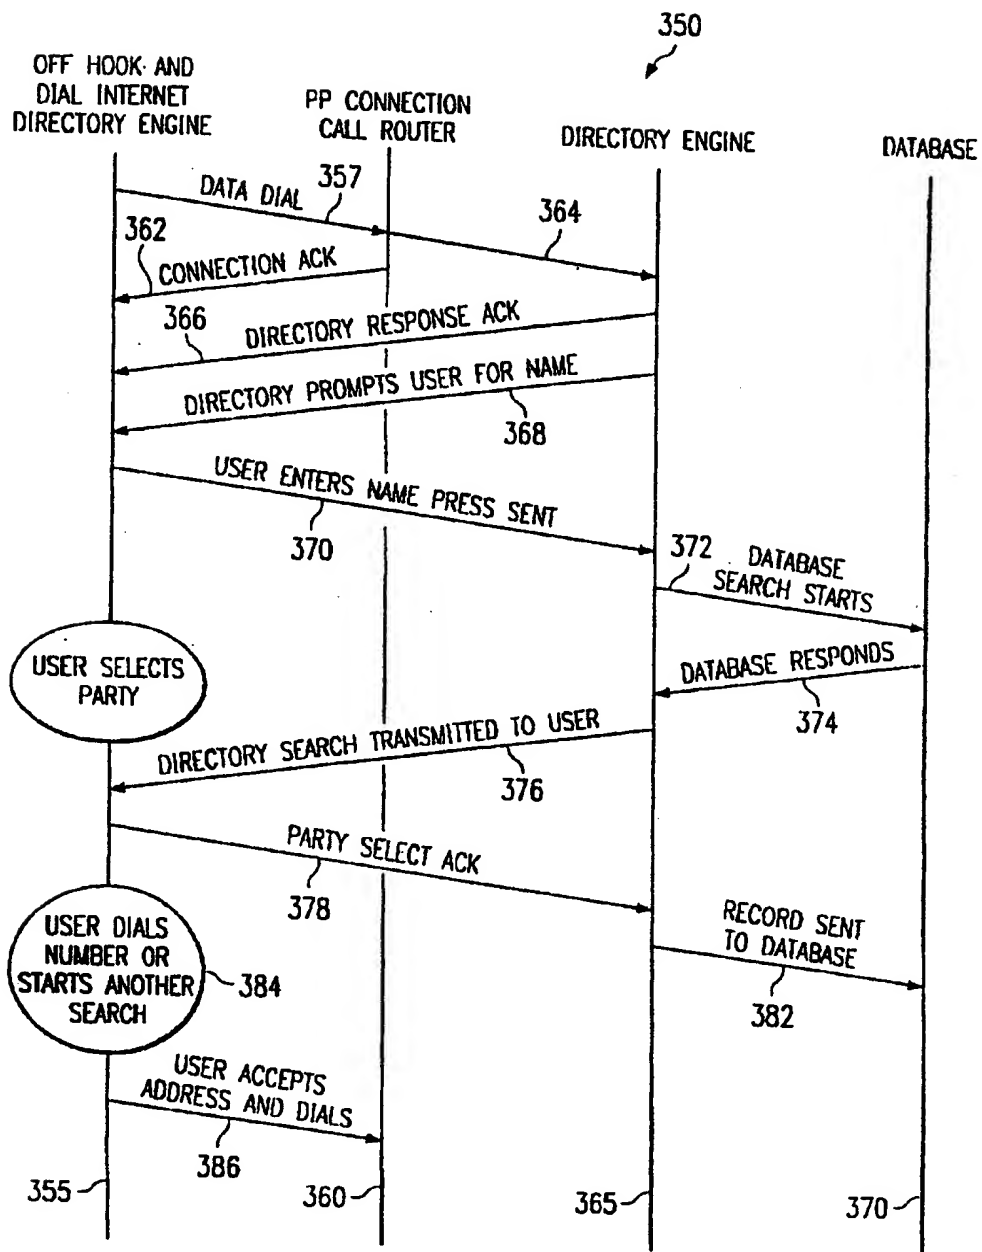 350
OFF HOOK AND
DIAL INTERNET
DIRECTORY ENGINE
PP CONNECTION
CALL ROUTER
DIRECTORY ENGINE
DATABASE
DATA DIAL
357
364
362
CONNECTION ACK
366
DIRECTORY RESPONSE ACK
DIRECTORY PROMPTS USER FOR NAME
368
USER ENTERS NAME PRESS SENT
370
372
DATABASE
SEARCH STARTS
USER SELECTS
PARTY
DATABASE RESPONDS
374
DIRECTORY SEARCH TRANSMITTED TO USER
376
PARTY SELECT ACK
378
USER DIALS
NUMBER OR
STARTS ANOTHER
SEARCH
384
RECORD SENT
TO DATABASE
382
USER ACCEPTS
ADDRESS AND DIALS
386
355
360
365
370